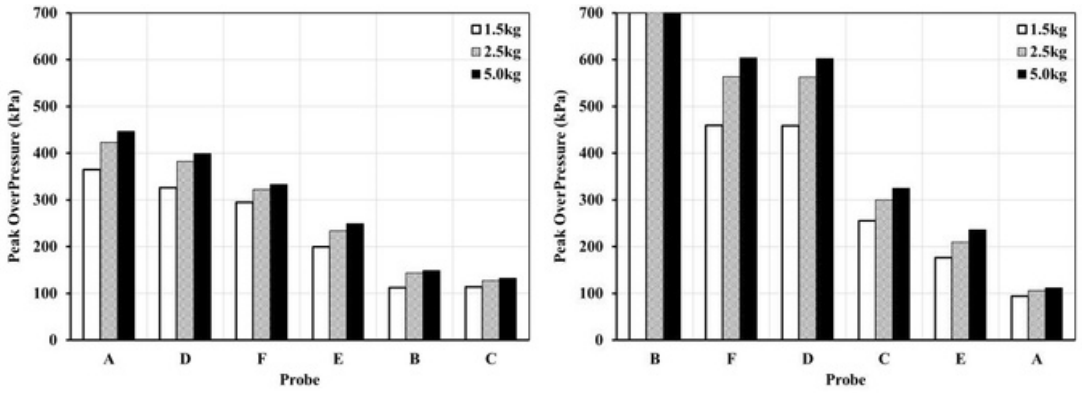 700
600
500
400
300
200
100
0
Peak OverPressure (kPa)
1.5kg
2.5kg
5.0kg
A D F E B C
Probe
700
600
500
400
300
200
100
0
Peak OverPressure (kPa)
1.5kg
2.5kg
5.0kg
B F D C E A
Probe